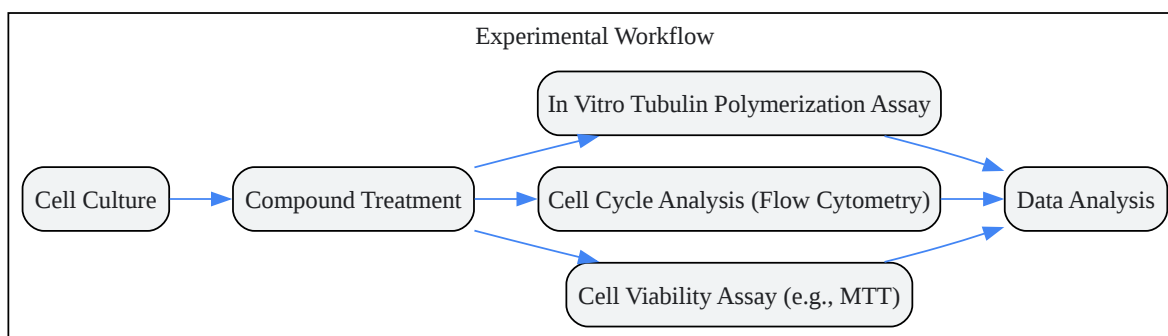 Experimental Workflow
In Vitro Tubulin Polymerization Assay
Cell Culture
Compound Treatment
Cell Cycle Analysis (Flow Cytometry)
Data Analysis
Cell Viability Assay (e.g., MTT)